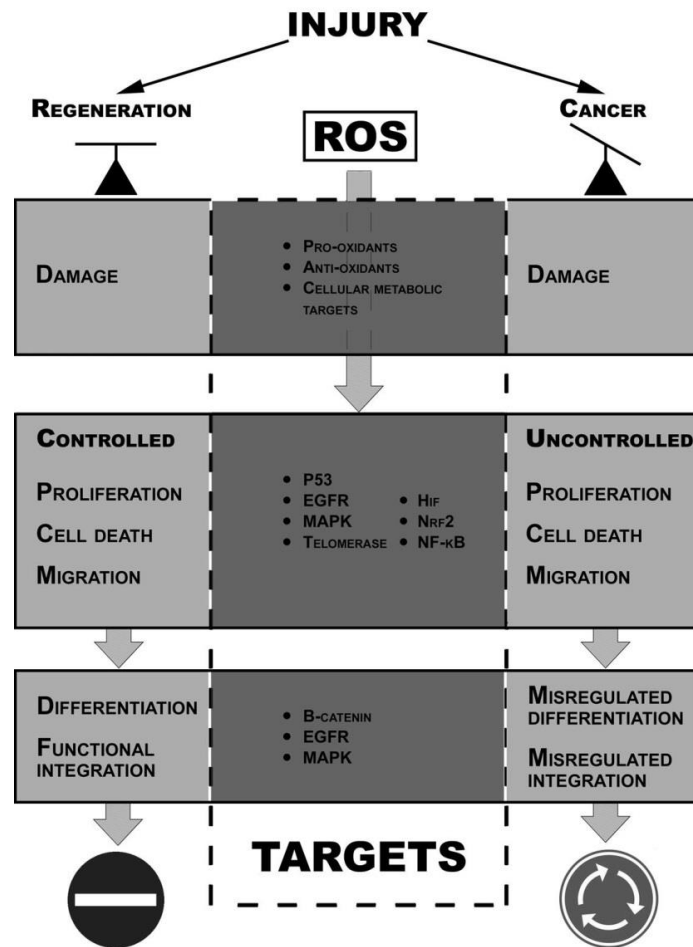 INJURY
REGENERATION
CANCER
ROS
DAMAGE
• PRO-OXIDANTS
• ANTI-OXIDANTS
• CELLULAR METABOLIC
TARGETS
DAMAGE
CONTROLLED
PROLIFERATION
CELL DEATH
MIGRATION
• P53
• EGFR
• MAPK
• TELOMERASE
• HIF
• NRF2
• NF-κB
UNCONTROLLED
PROLIFERATION
CELL DEATH
MIGRATION
DIFFERENTIATION
FUNCTIONAL
INTEGRATION
• B-CATENIN
• EGFR
• MAPK
MISREGULATED
DIFFERENTIATION
MISREGULATED
INTEGRATION
TARGETS